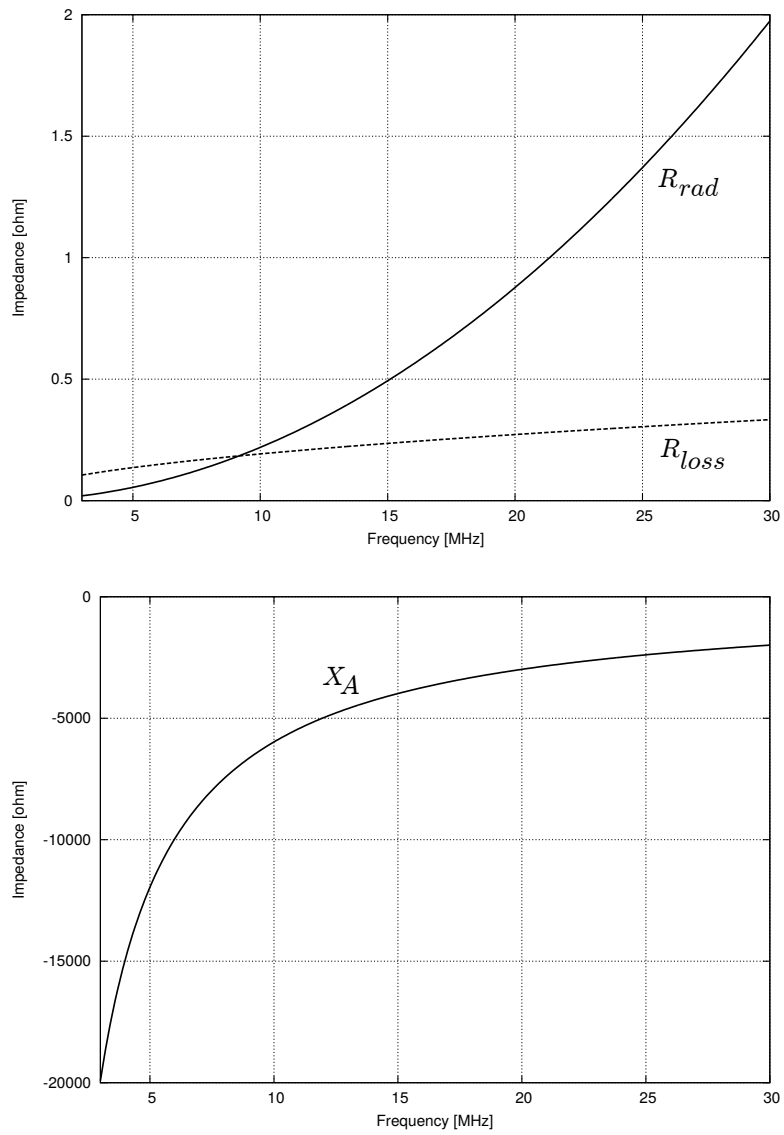 2
1.5
1
0.5
0
Impedance [ohm]
R_rad
R_loss
5 10 15 20 25 30
Frequency [MHz]
0
-5000
-10000
-15000
-20000
Impedance [ohm]
X_A
5 10 15 20 25 30
Frequency [MHz]